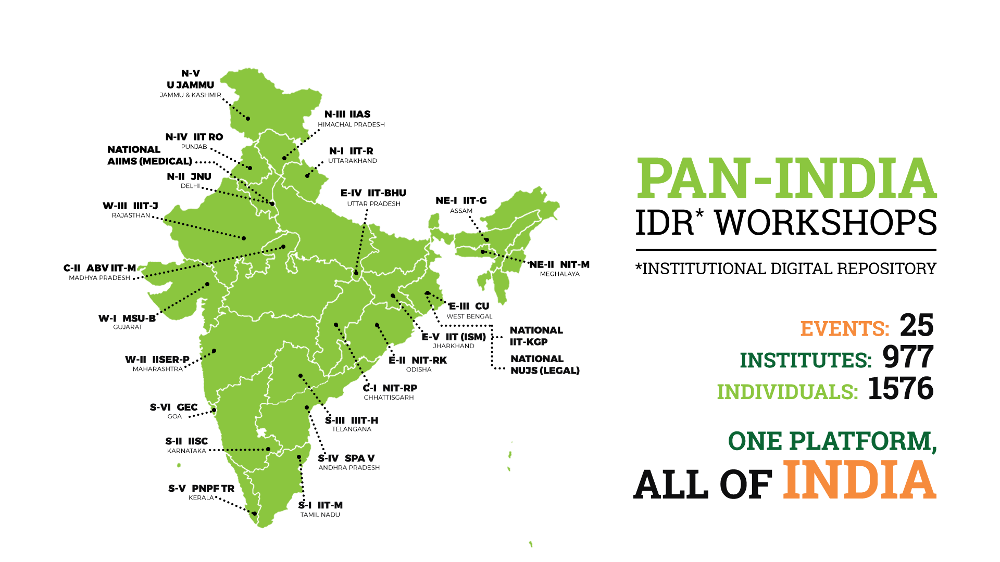 N-V
U JAMMU
JAMMU & KASHMIR
N-III IIAS
HIMACHAL PRADESH
N-IV IIT RO
PUNJAB
NATIONAL
AIIMS (MEDICAL)
N-I IIT-R
UTTARAKHAND
N-II JNU
DELHI
E-IV IIT-BHU
UTTAR PRADESH
NE-I IIT-G
ASSAM
W-III IIIT-J
RAJASTHAN
C-II ABV IIT-M
MADHYA PRADESH
NE-II NIT-M
MEGHALAYA
W-I MSU-B
GUJARAT
E-III CU
WEST BENGAL
E-V IIT (ISM)
JHARKHAND
NATIONAL
IIT-KGP
NATIONAL
NUJS (LEGAL)
W-II IISER-P
MAHARASHTRA
E-II NIT-RK
ODISHA
C-I NIT-RP
CHHATTISGARH
S-VI GEC
GOA
S-III IIIT-H
TELANGANA
S-II IISC
KARNATAKA
S-IV SPA V
ANDHRA PRADESH
S-V PNPF TR
KERALA
S-I IIT-M
TAMIL NADU
PAN-INDIA
IDR* WORKSHOPS
*INSTITUTIONAL DIGITAL REPOSITORY
EVENTS: 25
INSTITUTES: 977
INDIVIDUALS: 1576
ONE PLATFORM,
ALL OF INDIA